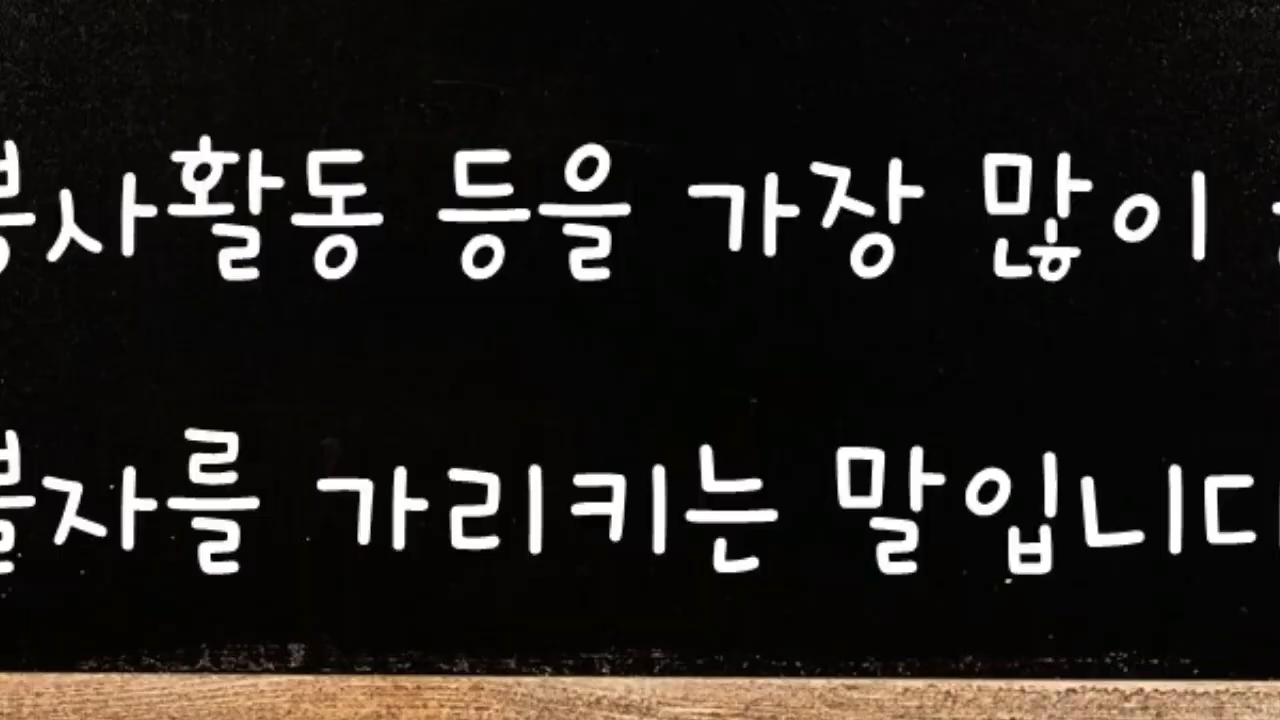 봉사활동 등을 가장 많이
불자를 가리키는 말입니다